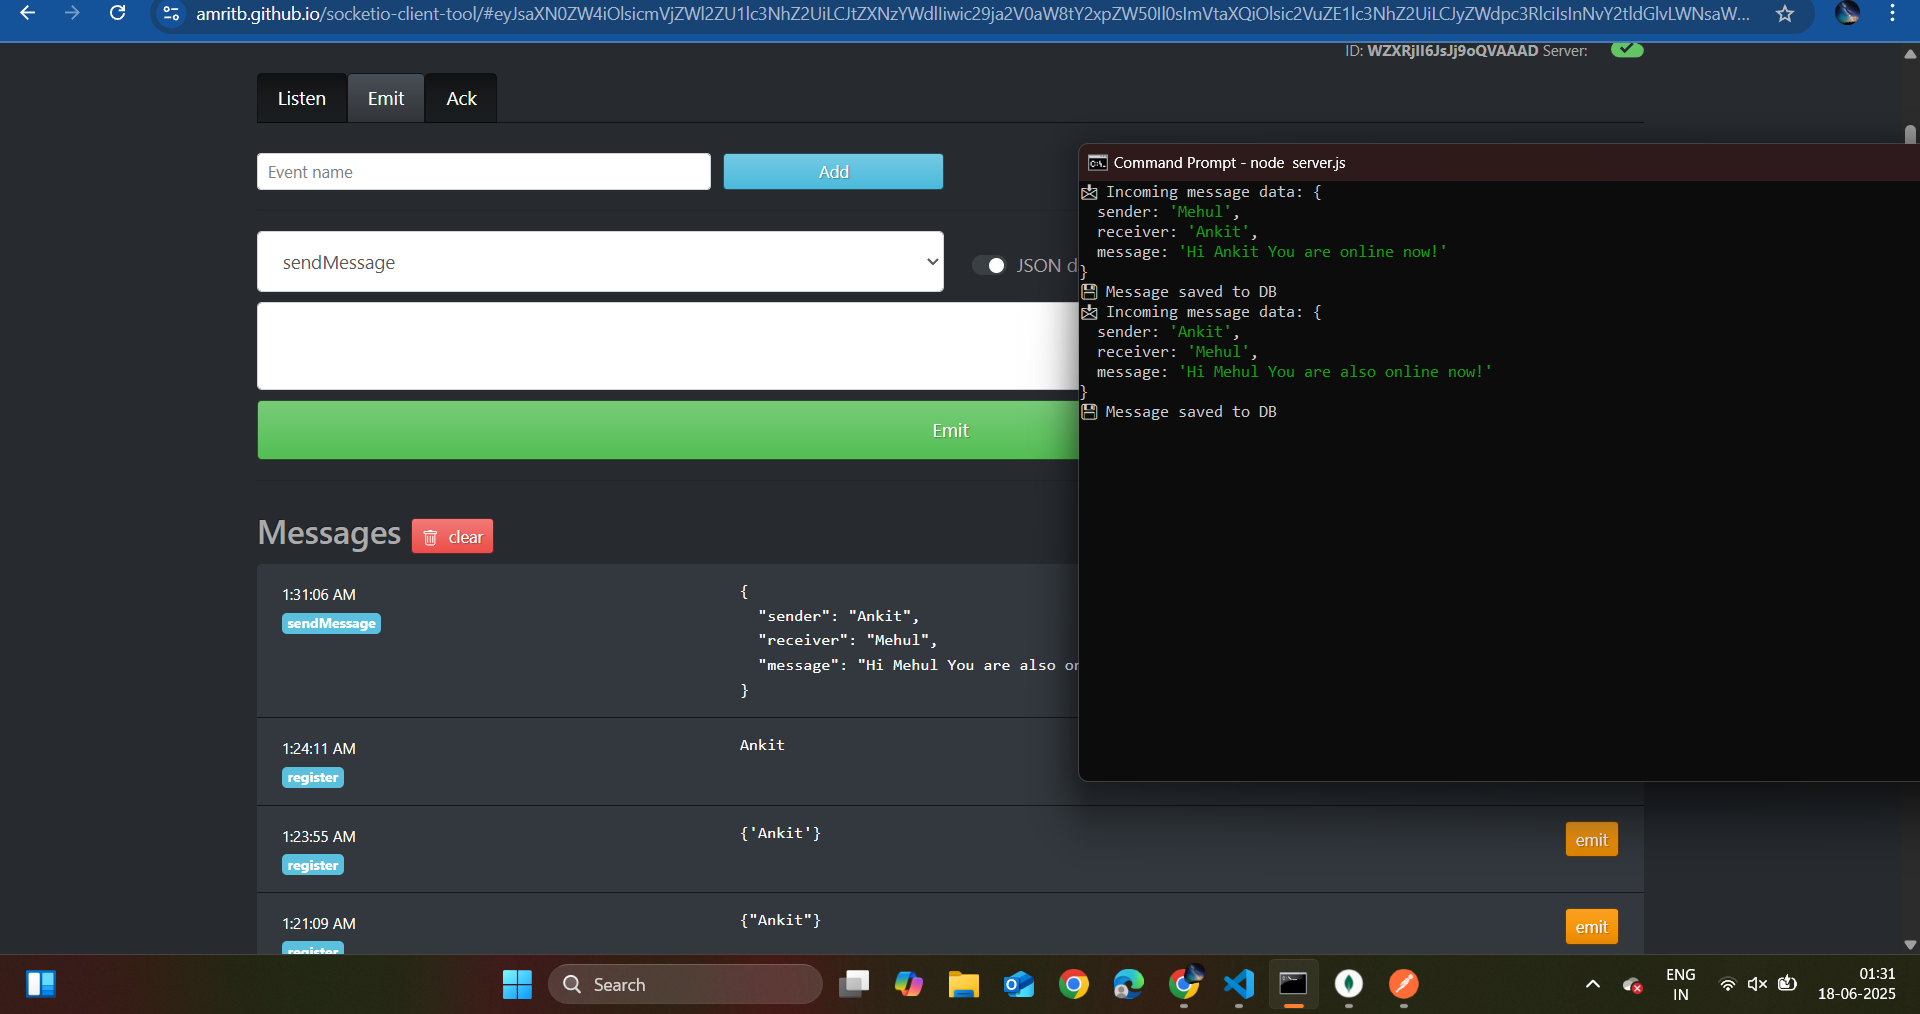 amritb.github.io/socketio-client-tool/#eyJsaXN0ZW4iOlsicmVjZWl2ZU1lc3NhZ2UiLCJtZXNzYWdlIiwic29ja2V0aW8tY2xpZW50Il0sImVtaXQiOlsic2VuZE1lc3NhZ2UiLCJyZWdpc3RlciIsInNvY2tldGlvLWNsaW...
ID: WZXRjlI6JsJj9oQVAAAD Server:
Listen
Emit
Ack
Event name
Add
sendMessage
JSON d
Emit
Messages
clear
1:31:06 AM
sendMessage
{
"sender": "Ankit",
"receiver": "Mehul",
"message": "Hi Mehul You are also or
}
1:24:11 AM
register
Ankit
1:23:55 AM
register
{'Ankit'}
emit
1:21:09 AM
register
{"Ankit"}
emit
Command Prompt - node server.js
Incoming message data: {
sender: 'Mehul',
receiver: 'Ankit',
message: 'Hi Ankit You are online now!'
}
Message saved to DB
Incoming message data: {
sender: 'Ankit',
receiver: 'Mehul',
message: 'Hi Mehul You are also online now!'
}
Message saved to DB
Search
ENG
IN
01:31
18-06-2025